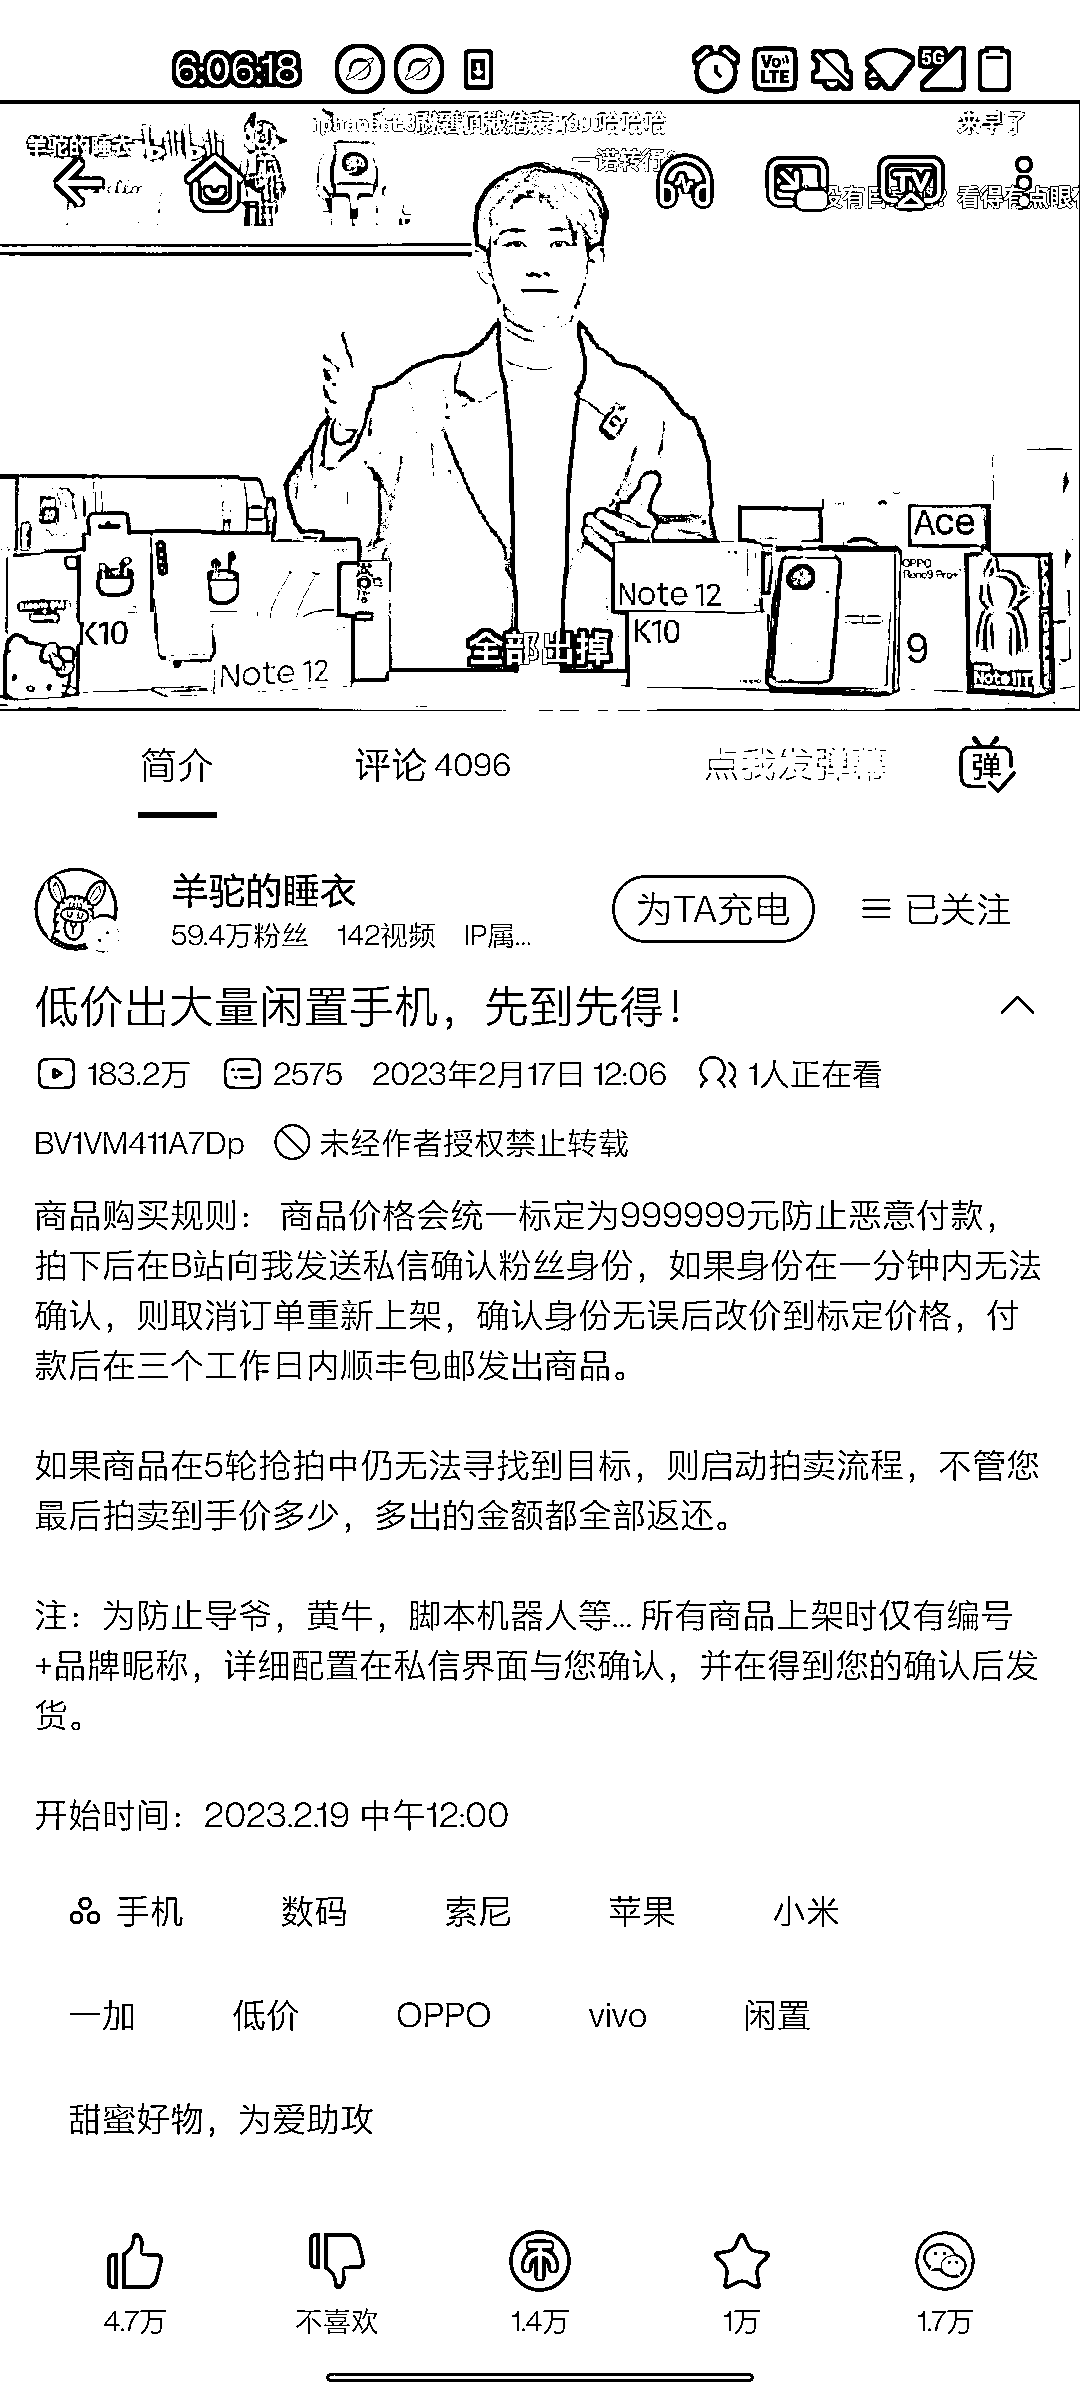 6:06:18
Vo)) LTE
5G
来早了
羊驼的睡衣
一诺转行
TV
看得有点眼
Ace
OPPO
Reno9 Pro+
Note 12
K10
K10
9
全部出掉
Note 12
简介
评论 4096
点我发弹幕
弹
羊驼的睡衣
59.4万粉丝 142视频 IP属...
为TA充电
已关注
低价出大量闲置手机，先到先得！
183.2万 2575 2023年2月17日 12:06 1人正在看
BV1VM411A7Dp 未经作者授权禁止转载
商品购买规则： 商品价格会统一标定为999999元防止恶意付款，
拍下后在B站向我发送私信确认粉丝身份，如果身份在一分钟内无法
确认，则取消订单重新上架，确认身份无误后改价到标定价格，付
款后在三个工作日内顺丰包邮发出商品。
如果商品在5轮抢拍中仍无法寻找到目标，则启动拍卖流程，不管您
最后拍卖到手价多少，多出的金额都全部返还。
注：为防止导爷，黄牛，脚本机器人等... 所有商品上架时仅有编号
+品牌昵称，详细配置在私信界面与您确认，并在得到您的确认后发
货。
开始时间：2023.2.19 中午12:00
手机 数码 索尼 苹果 小米
一加 低价 OPPO vivo 闲置
甜蜜好物，为爱助攻
4.7万 不喜欢 1.4万 1万 1.7万